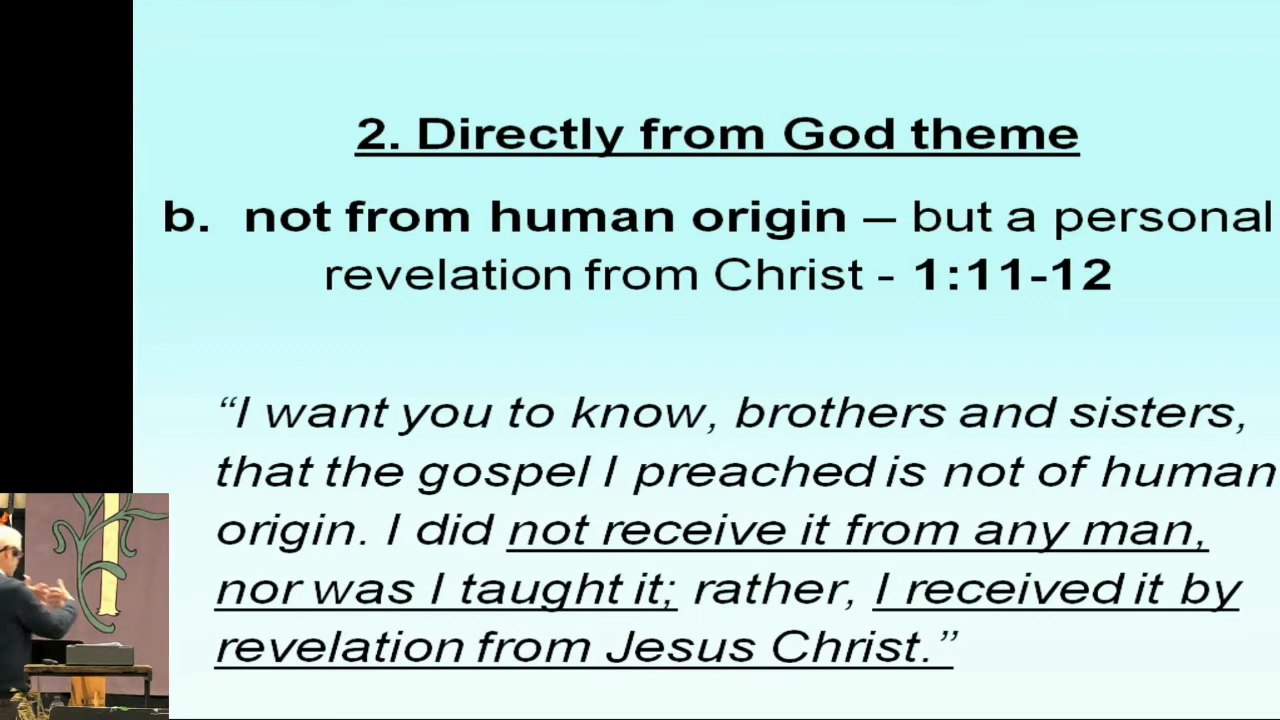 2. Directly from God theme
b. not from human origin – but a personal
revelation from Christ - 1:11-12
“I want you to know, brothers and sisters,
that the gospel I preached is not of human
origin. I did not receive it from any man,
nor was I taught it; rather, I received it by
revelation from Jesus Christ.”